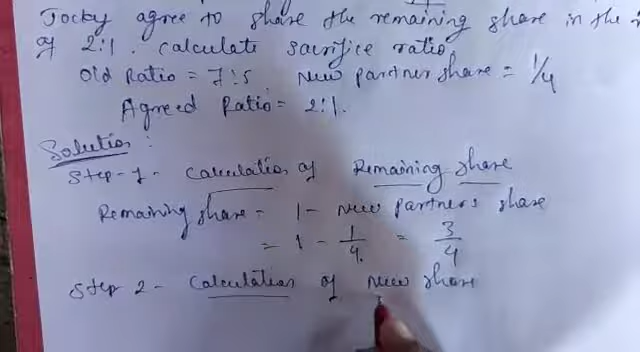 Jocky agree to share the remaining share in the
of 2:1. Calculate sacrifice ratio,
Old Ratio = 7:5 New partner share = 1/4
Agreed Ratio = 2:1.
Solution :
Step-1- Calculation of Remaining share
Remaining share = 1 - New partners share
= 1 - 1/4 = 3/4
Step 2 - Calculation of New share